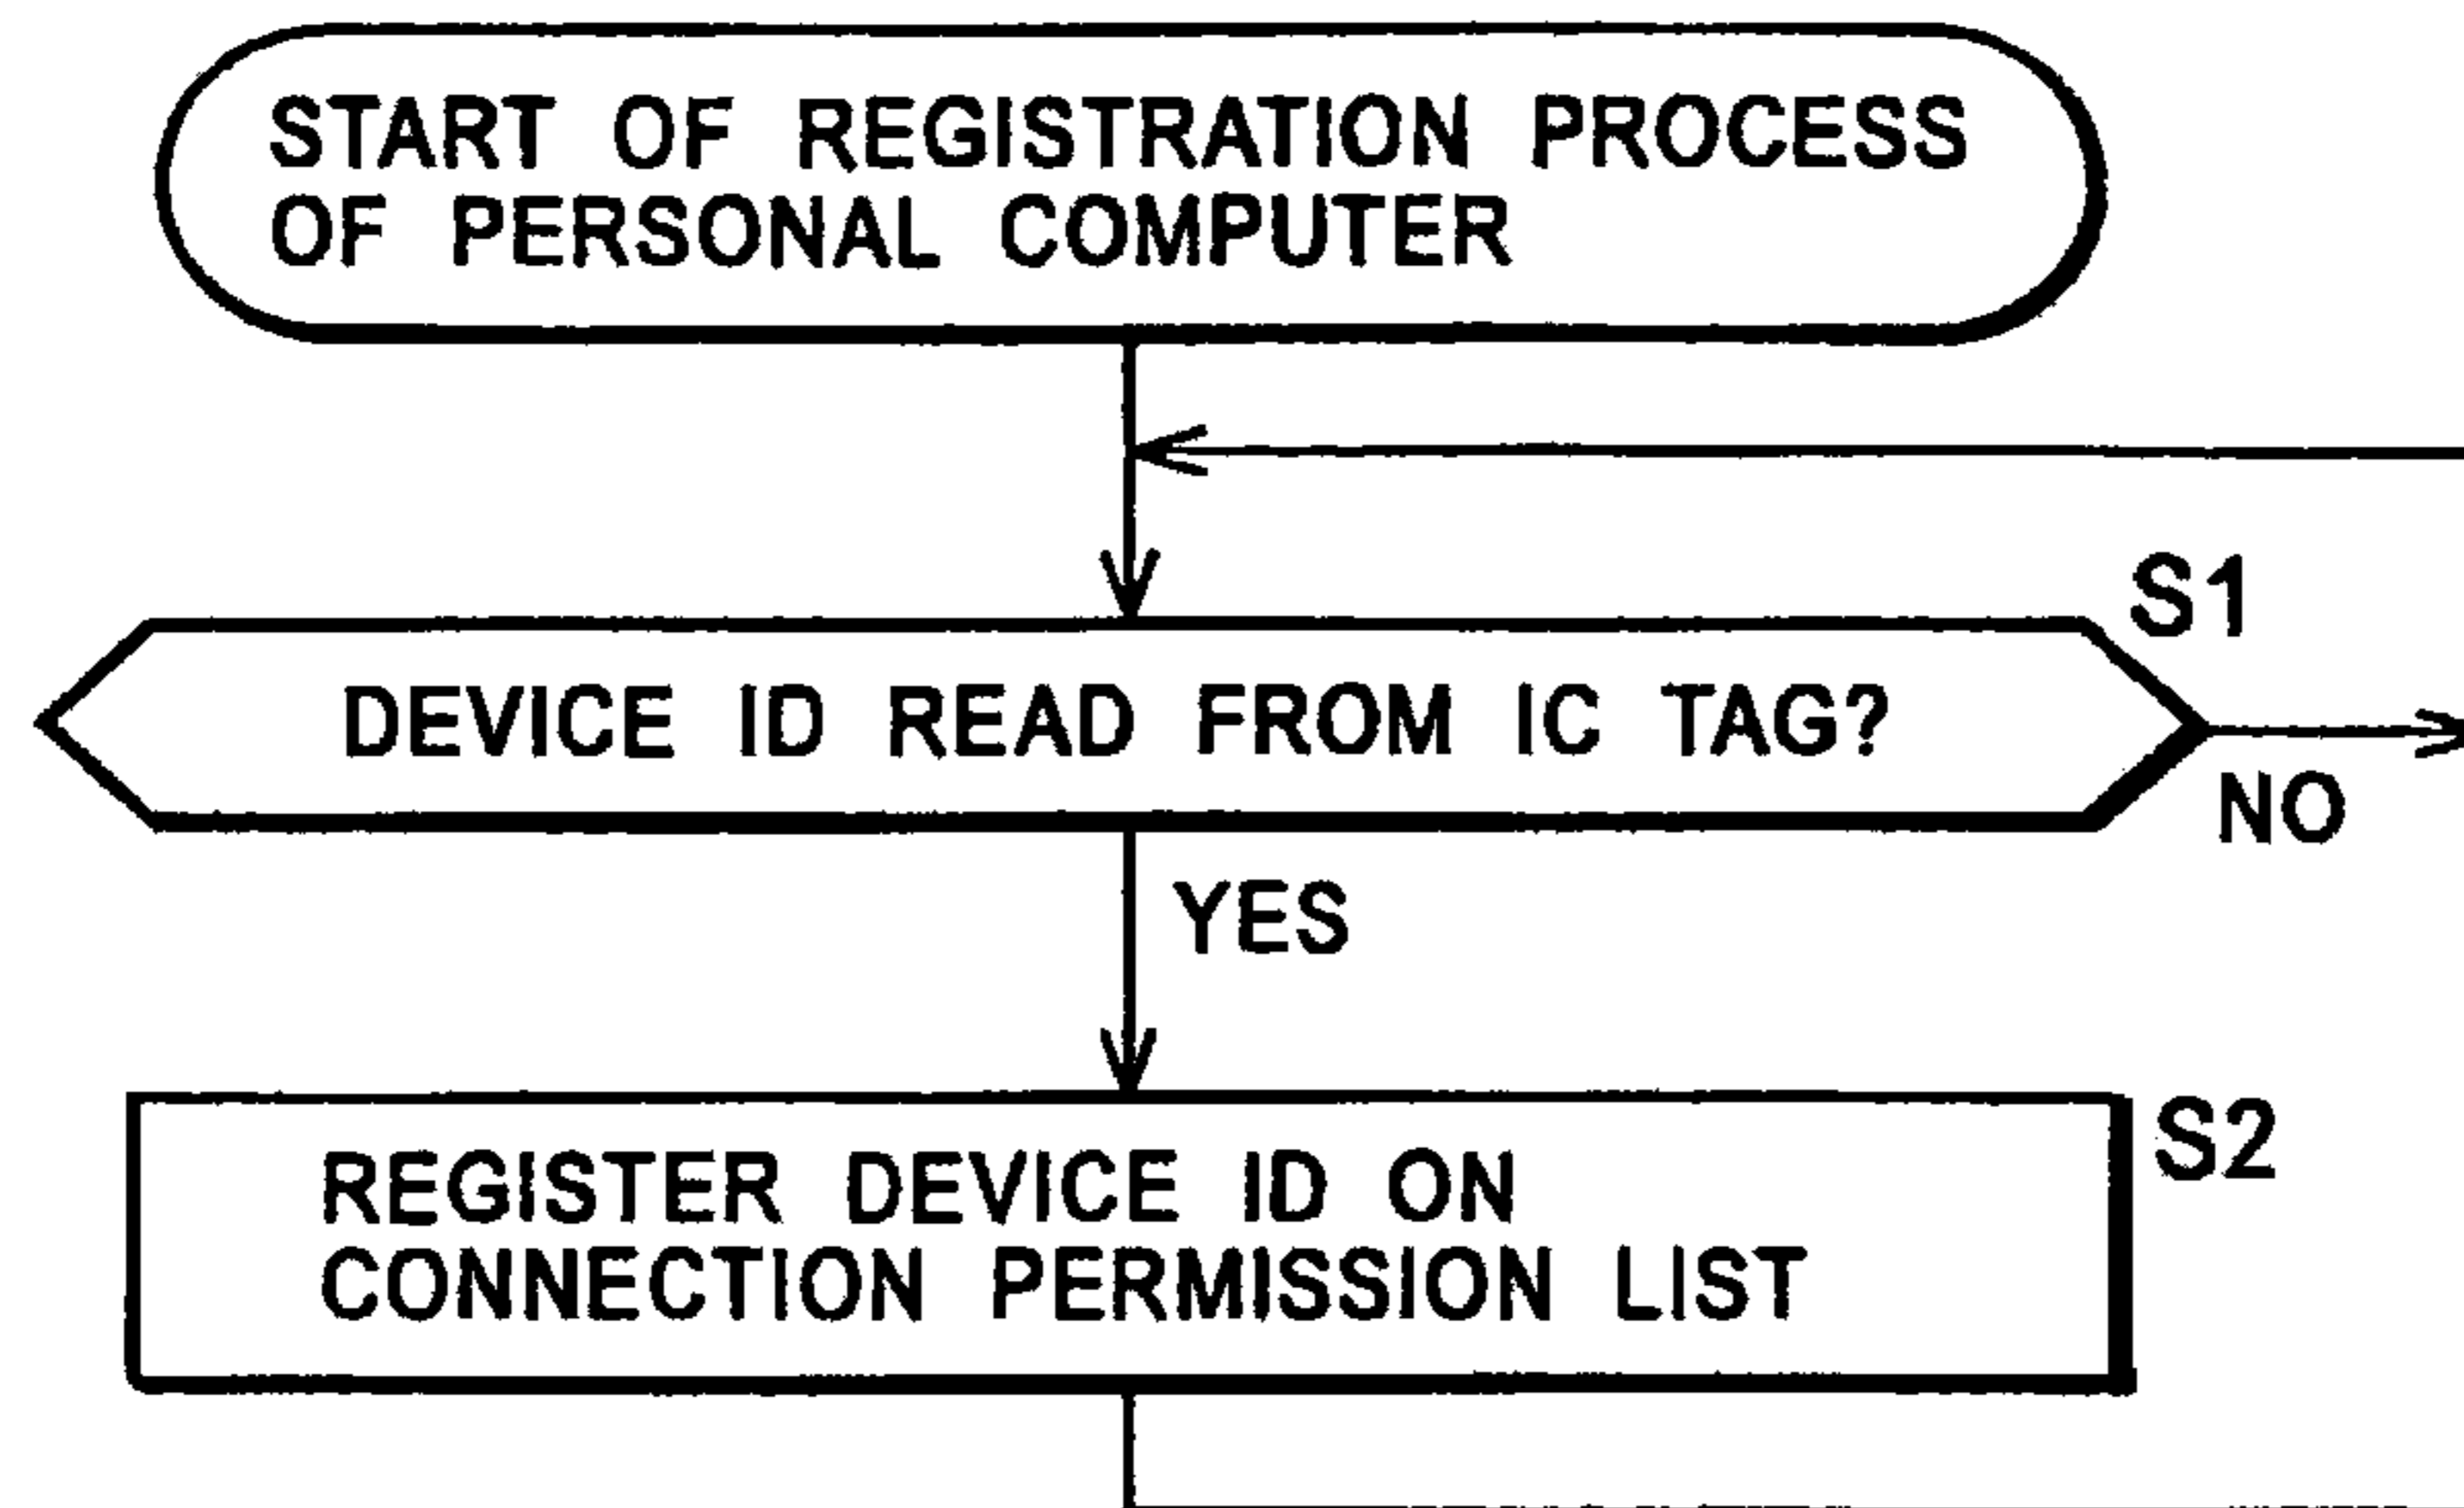 START OF REGISTRATION PROCESS
OF PERSONAL COMPUTER
S1
DEVICE ID READ FROM IC TAG?
NO
YES
S2
REGISTER DEVICE ID ON
CONNECTION PERMISSION LIST